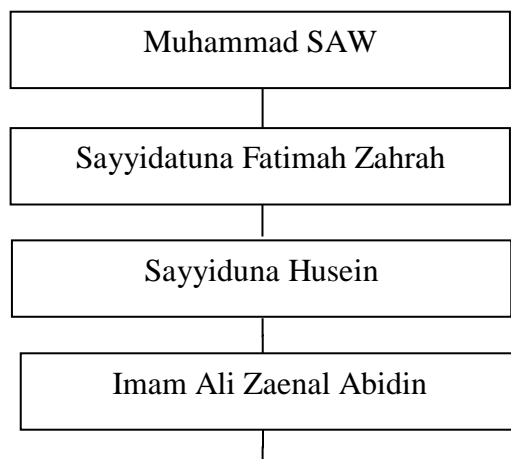 Muhammad SAW
Sayyidatuna Fatimah Zahrah
Sayyiduna Husein
Imam Ali Zaenal Abidin